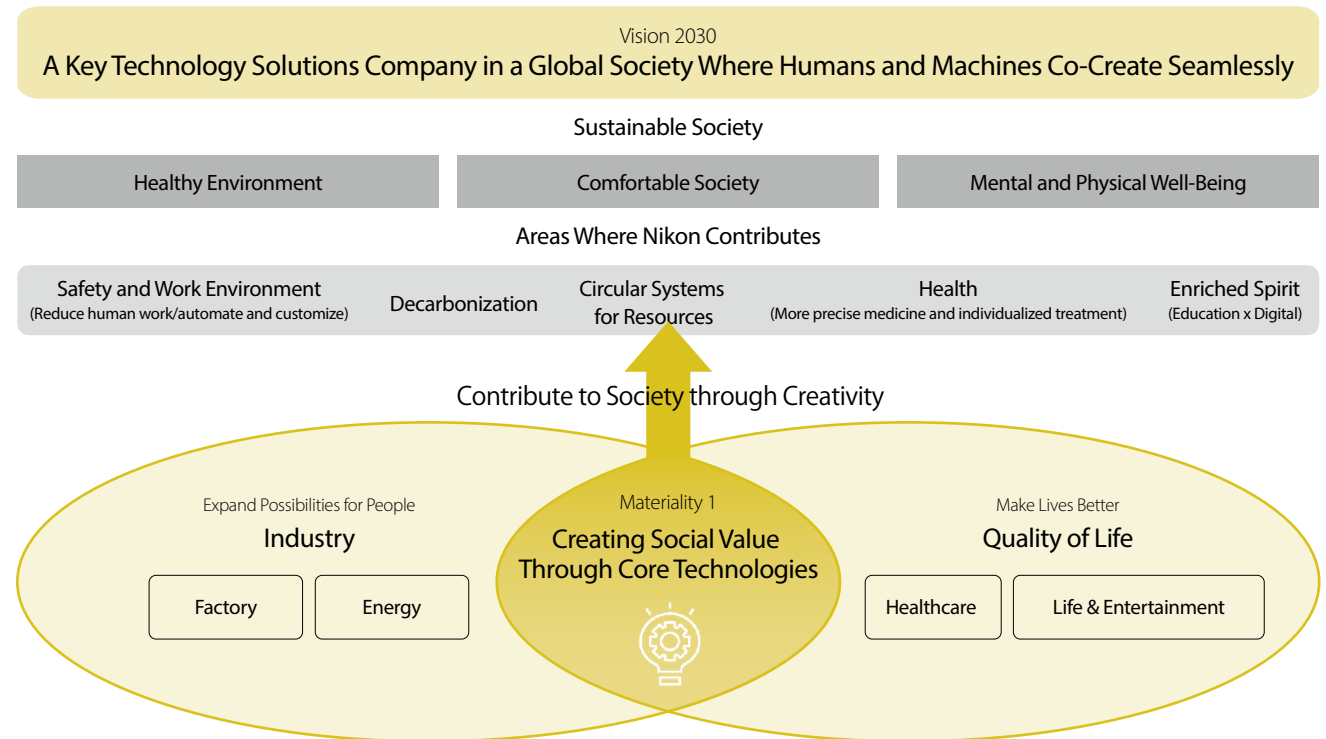 Vision 2030
A Key Technology Solutions Company in a Global Society Where Humans and Machines Co-Create Seamlessly
Sustainable Society
Healthy Environment
Comfortable Society
Mental and Physical Well-Being
Areas Where Nikon Contributes
Safety and Work Environment
(Reduce human work/automate and customize)
Decarbonization
Circular Systems
for Resources
Health
(More precise medicine and individualized treatment)
Enriched Spirit
(Education x Digital)
Contribute to Society through Creativity
Expand Possibilities for People
Industry
Factory
Energy
Materiality 1
Creating Social Value
Through Core Technologies
Make Lives Better
Quality of Life
Healthcare
Life & Entertainment